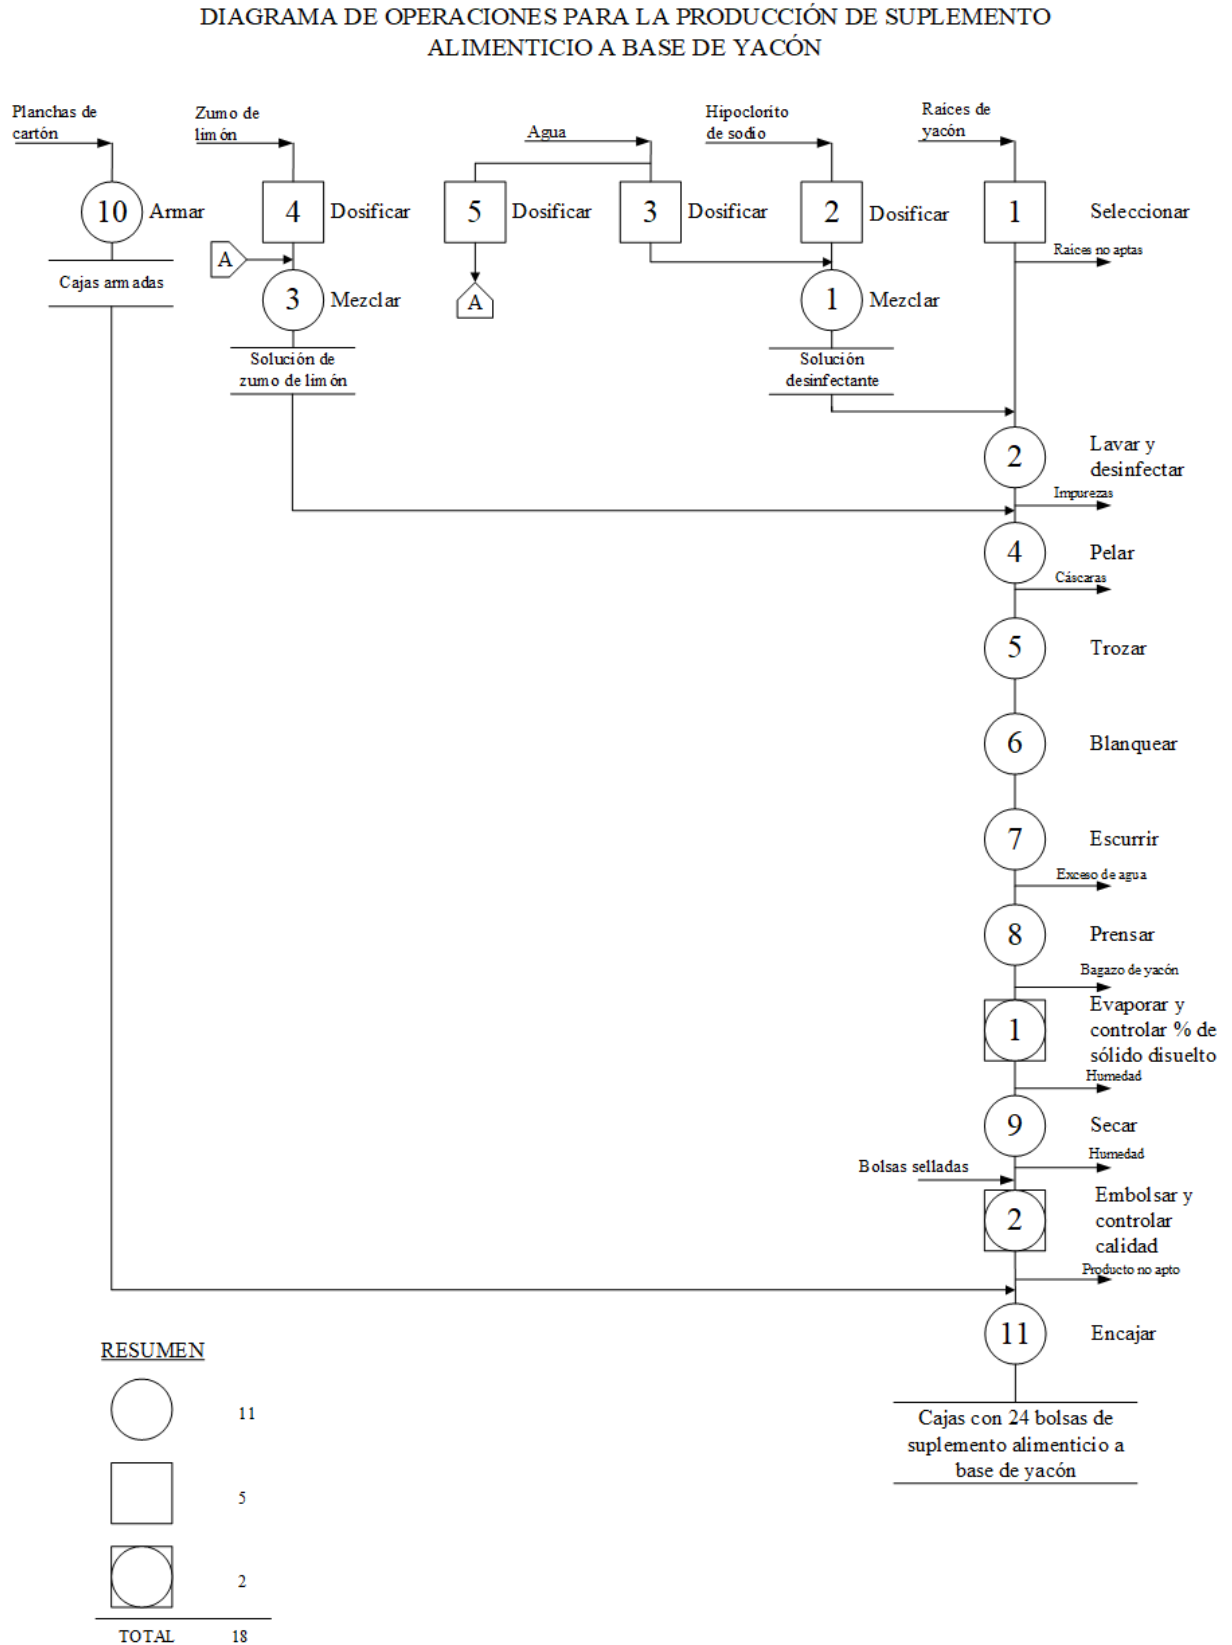 DIAGRAMA DE OPERACIONES PARA LA PRODUCCIÓN DE SUPLEMENTO
ALIMENTICIO A BASE DE YACÓN
Planchas de
cartón
Zumo de
limón
Agua
Hipoclorito
de sodio
Raíces de
yacón
10
Armar
4
Dosificar
5
Dosificar
3
Dosificar
2
Dosificar
1
Seleccionar
Raíces no aptas
A
Cajas armadas
3
Mezclar
A
1
Mezclar
Solución de
zumo de limón
Solución
desinfectante
2
Lavar y
desinfectar
Impurezas
4
Pelar
Cáscaras
5
Trozar
6
Blanquear
7
Escurrir
Exceso de agua
8
Prensar
Bagazo de yacón
1
Evaporar y
controlar % de
sólido disuelto
Humedad
9
Secar
Humedad
Bolsas selladas
2
Embolsar y
controlar
calidad
Producto no apto
11
Encajar
Cajas con 24 bolsas de
suplemento alimenticio a
base de yacón
RESUMEN
11
5
2
TOTAL 18